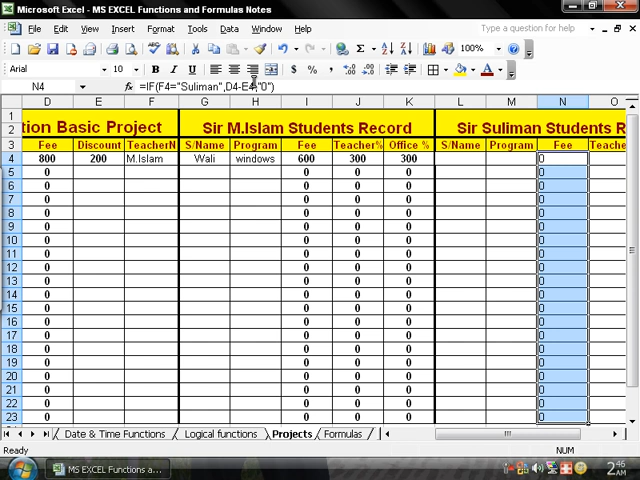 Microsoft Excel - MS EXCEL Functions and Formulas Notes
File Edit View Insert Format Tools Data Window Help
Σ 100%
Arial 10 B I U $ %
N4 fx =IF(F4="Suliman",D4-E4,"0")
D E F G H I J K L M N O
1 tion Basic Project Sir M.Islam Students Record Sir Suliman Students R
2
3 Fee Discount TeacherN S/Name Program Fee Teacher% Office % S/Name Program Fee Teache
4 800 200 M.Islam Wali windows 600 300 300 0
5 0 0 0 0 0
6 0 0 0 0 0
7 0 0 0 0 0
8 0 0 0 0 0
9 0 0 0 0 0
10 0 0 0 0 0
11 0 0 0 0 0
12 0 0 0 0 0
13 0 0 0 0 0
14 0 0 0 0 0
15 0 0 0 0 0
16 0 0 0 0 0
17 0 0 0 0 0
18 0 0 0 0 0
19 0 0 0 0 0
20 0 0 0 0 0
21 0 0 0 0 0
22 0 0 0 0 0
23 0 0 0 0 0
Date & Time Functions Logical functions Projects Formulas
Ready NUM
MS EXCEL Functions a... 2:46 AM